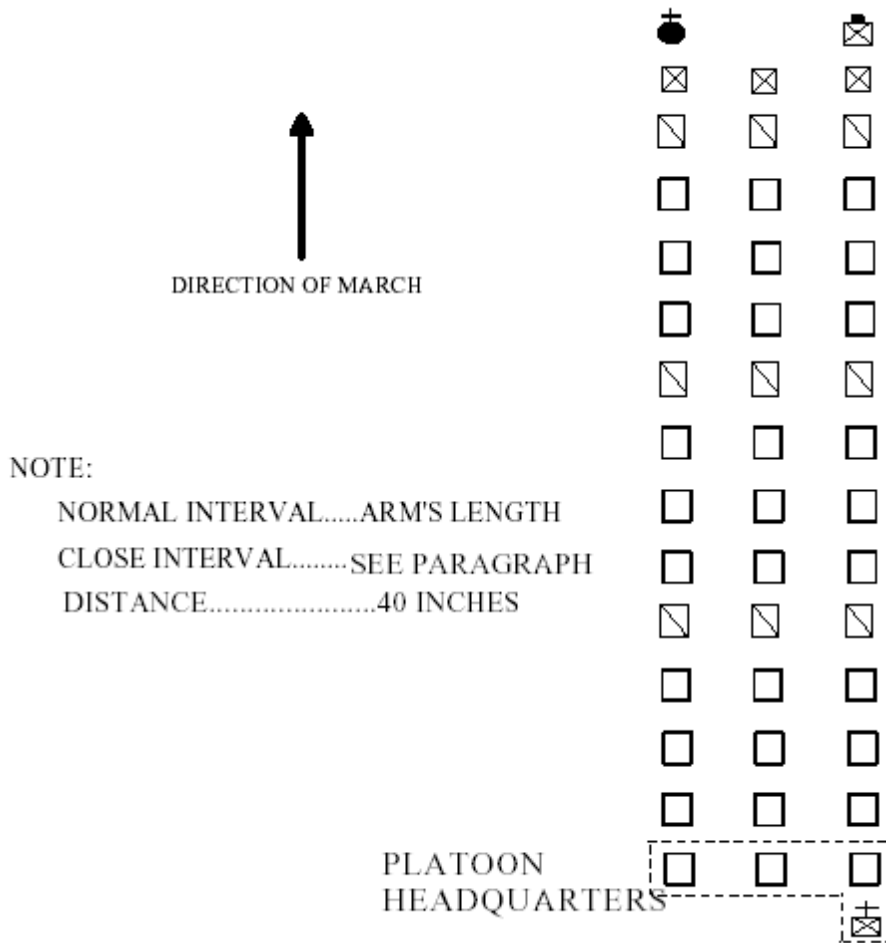 DIRECTION OF MARCH
NOTE:
NORMAL INTERVAL.....ARM'S LENGTH
CLOSE INTERVAL........SEE PARAGRAPH
DISTANCE......................40 INCHES
PLATOON
HEADQUARTERS